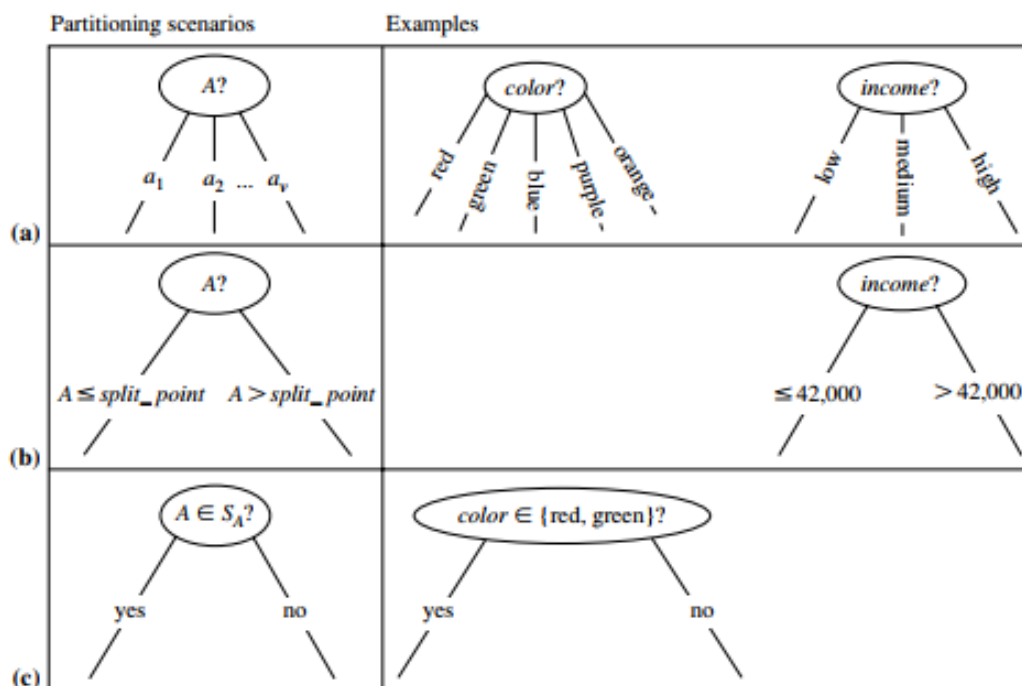 Partitioning scenarios Examples
A? color? income?
a1 a2 ... av red green blue purple orange low medium high
(a)
A? income?
A ≤ split_point A > split_point ≤ 42,000 > 42,000
(b)
A ∈ SA? color ∈ {red, green}?
yes no yes no
(c)